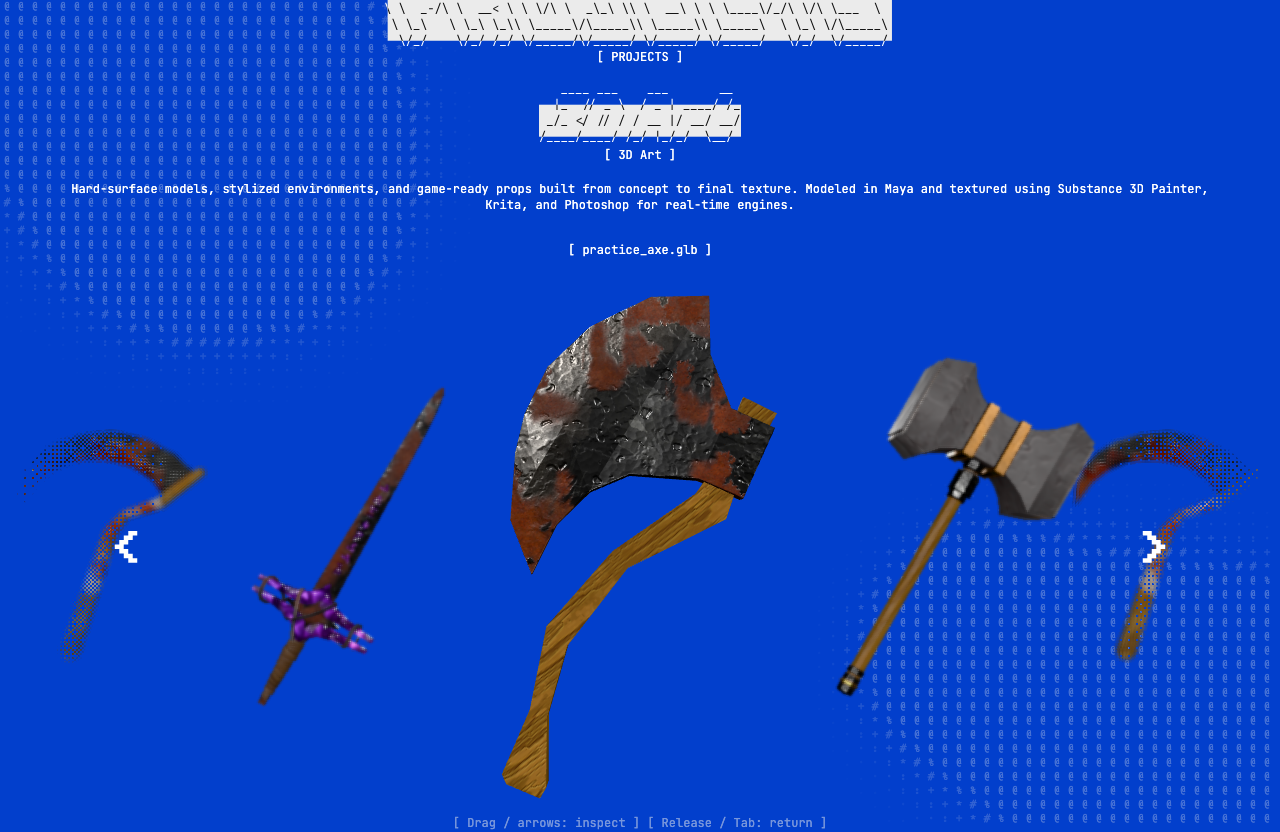 [ PROJECTS ]
[ 3D Art ]
Hard-surface models, stylized environments, and game-ready props built from concept to final texture. Modeled in Maya and textured using Substance 3D Painter,
Krita, and Photoshop for real-time engines.
[ practice_axe.glb ]
[ Drag / arrows: inspect ] [ Release / Tab: return ]